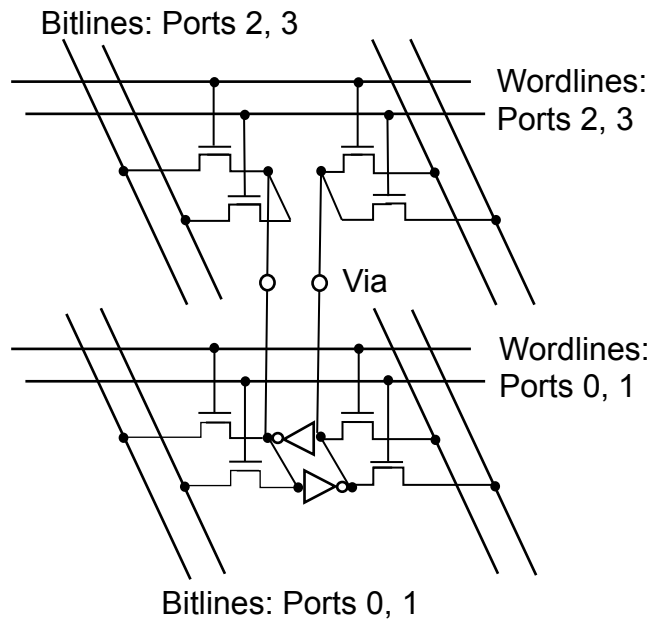 Bitlines: Ports 2, 3
Wordlines:
Ports 2, 3
Via
Wordlines:
Ports 0, 1
Bitlines: Ports 0, 1